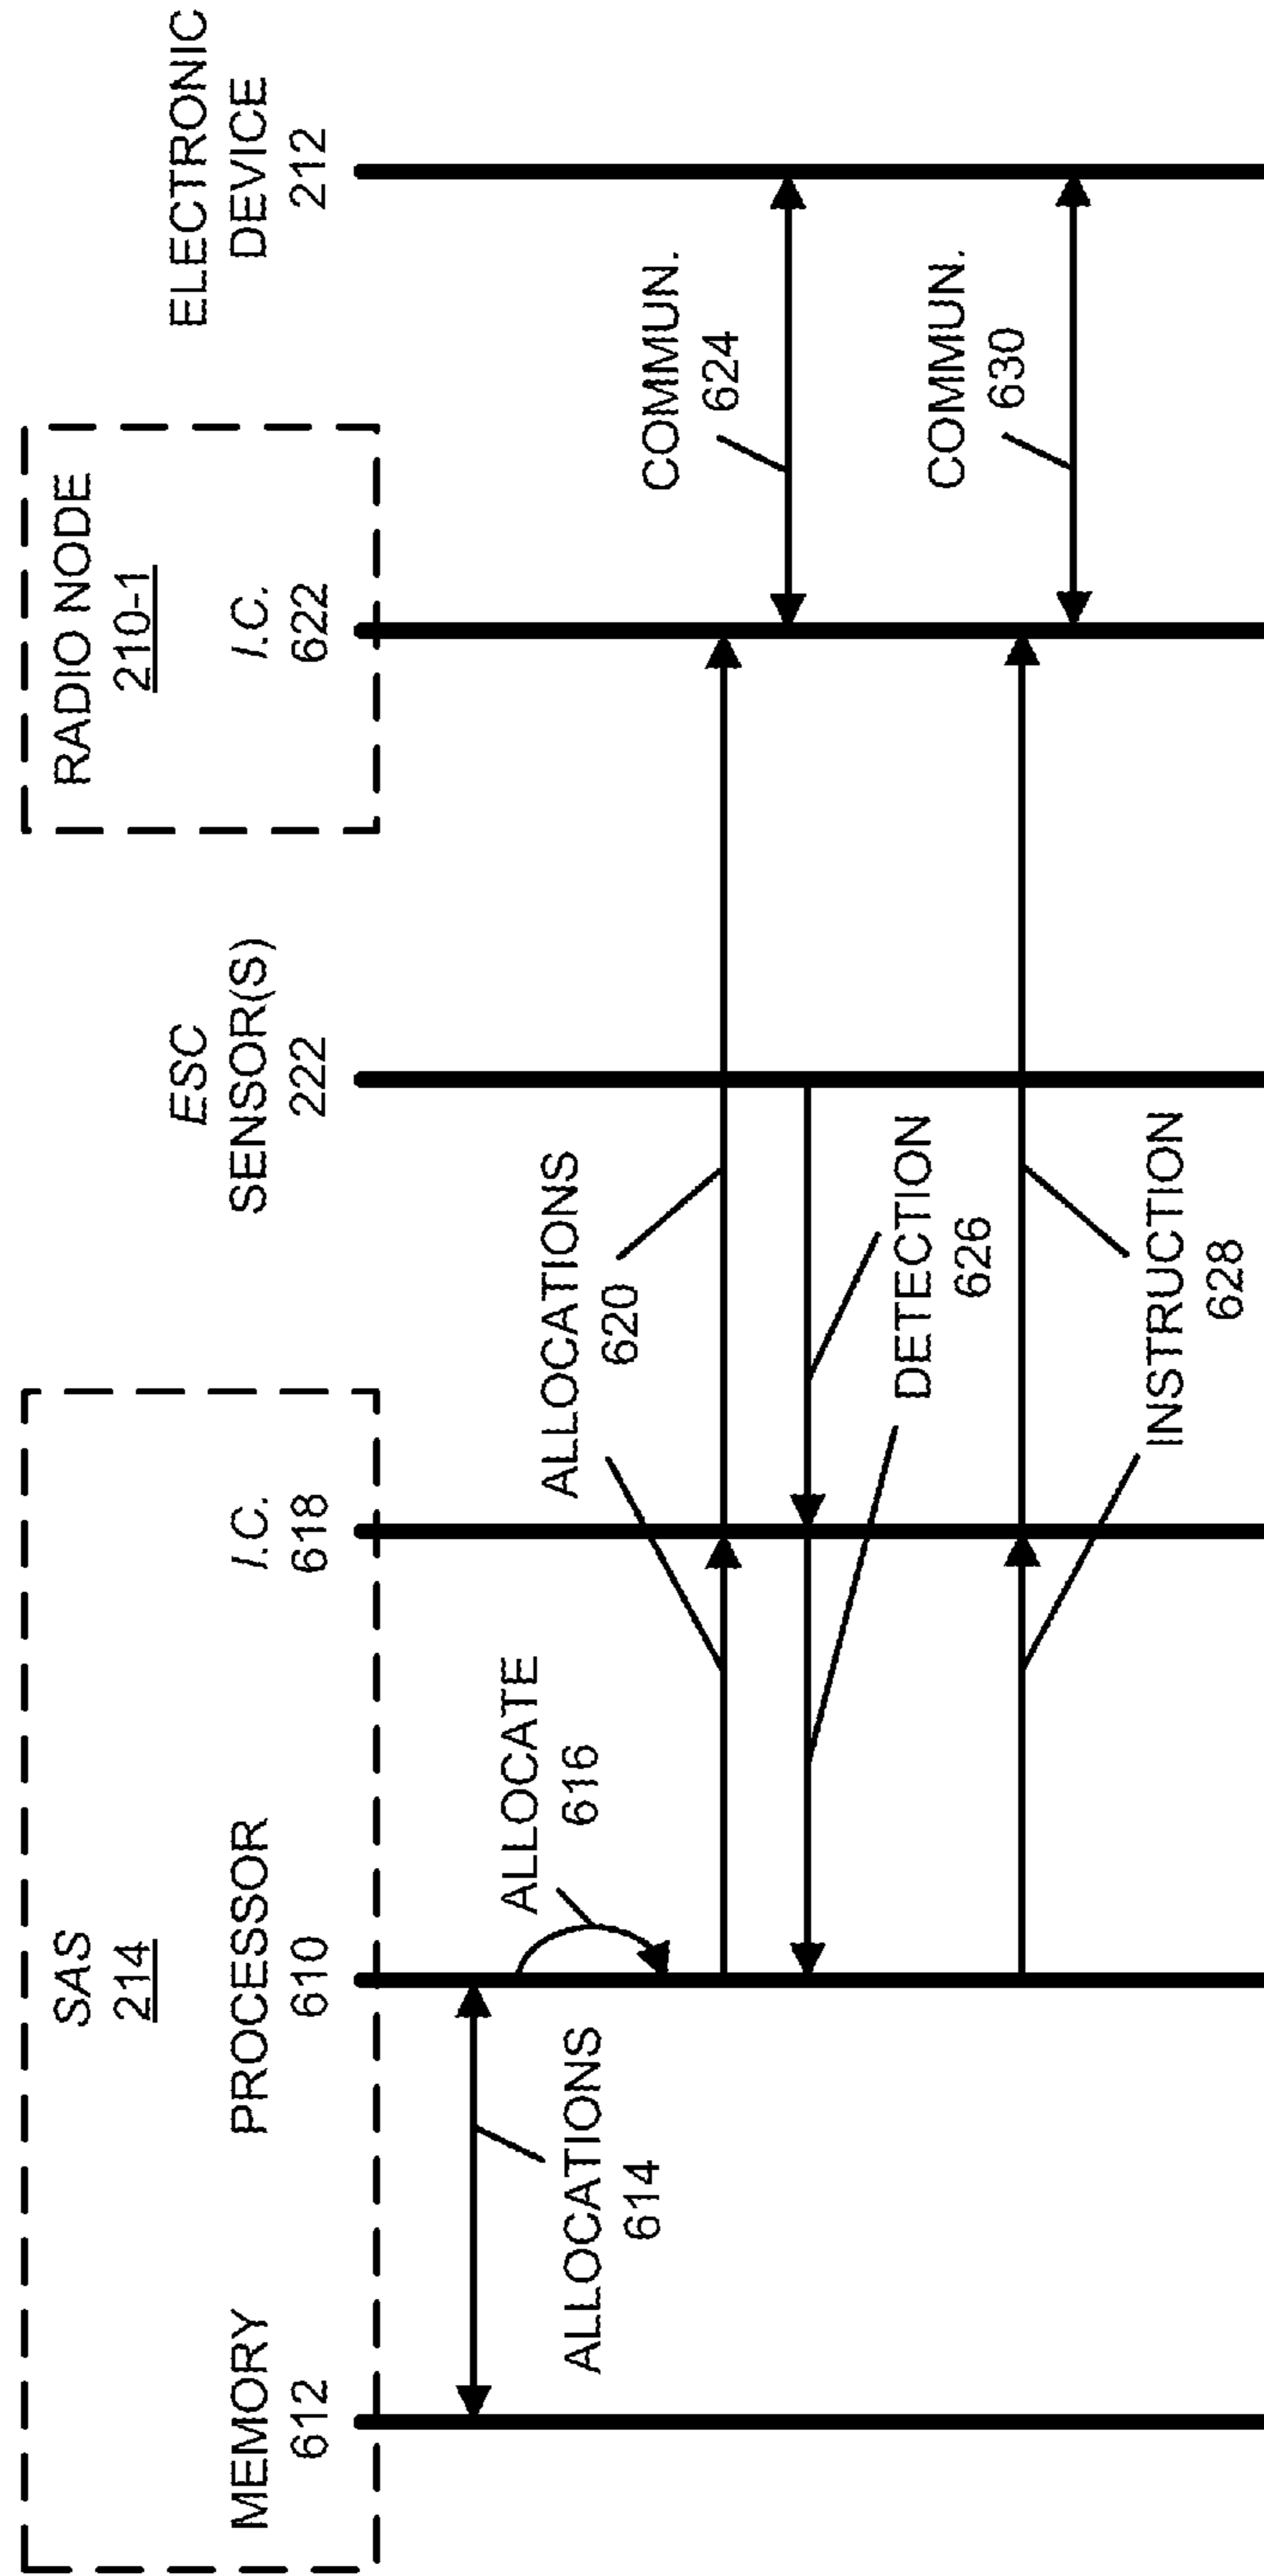 SAS
214
MEMORY
612
PROCESSOR
610
I.C.
618
ESC
SENSOR(S)
222
RADIO NODE
210-1
I.C.
622
ELECTRONIC
DEVICE
212
ALLOCATIONS
614
ALLOCATE
616
ALLOCATIONS
620
COMMUN.
624
DETECTION
626
INSTRUCTION
628
COMMUN.
630